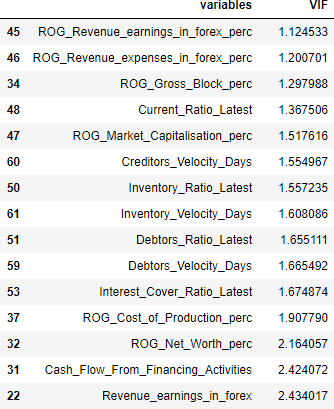 variables VIF
45 ROG_Revenue_earnings_in_forex_perc 1.124533
46 ROG_Revenue_expenses_in_forex_perc 1.200701
34 ROG_Gross_Block_perc 1.297988
48 Current_Ratio_Latest 1.367506
47 ROG_Market_Capitalisation_perc 1.517616
60 Creditors_Velocity_Days 1.554967
50 Inventory_Ratio_Latest 1.557235
61 Inventory_Velocity_Days 1.608086
51 Debtors_Ratio_Latest 1.655111
59 Debtors_Velocity_Days 1.665492
53 Interest_Cover_Ratio_Latest 1.674874
37 ROG_Cost_of_Production_perc 1.907790
32 ROG_Net_Worth_perc 2.164057
31 Cash_Flow_From_Financing_Activities 2.424072
22 Revenue_earnings_in_forex 2.434017